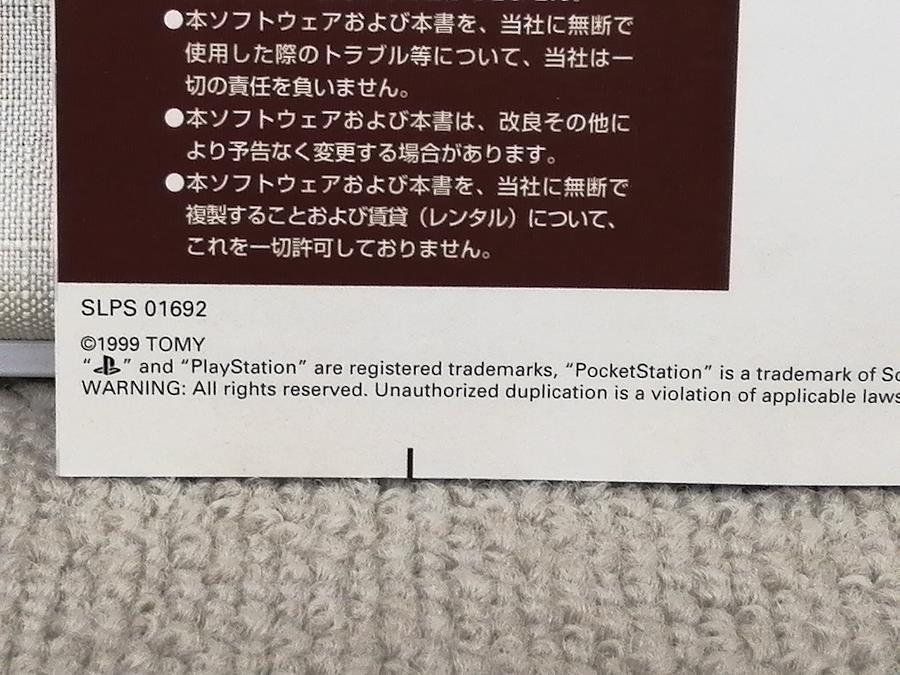 ●本ソフトウェアおよび本書を、当社に無断で
使用した際のトラブル等について、当社は一
切の責任を負いません。
●本ソフトウェアおよび本書は、改良その他に
より予告なく変更する場合があります。
●本ソフトウェアおよび本書を、当社に無断で
複製することおよび賃貸（レンタル）について、
これを一切許可しておりません。
SLPS 01692
©1999 TOMY
“ ” and “PlayStation” are registered trademarks, “PocketStation” is a trademark of
WARNING: All rights reserved. Unauthorized duplication is a violation of applicable laws